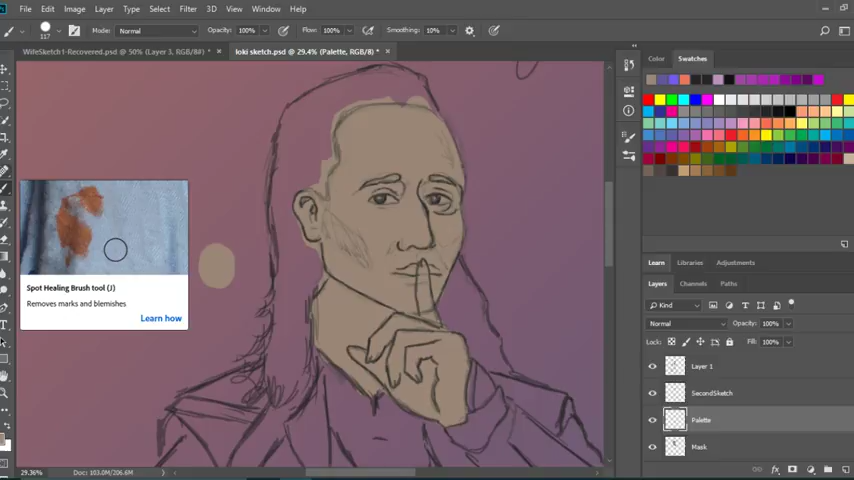 File Edit Image Layer Type Select Filter 3D View Window Help
117 Mode: Normal Opacity: 100% Flow: 100% Smoothing: 10%
WifeSketch1-Recovered.psd @ 50% (Layer 3, RGB/8#) * × loki sketch.psd @ 29.4% (Palette, RGB/8) * ×
Color Swatches
Spot Healing Brush tool (J)
Removes marks and blemishes
Learn how
Learn Libraries Adjustments
Layers Channels Paths
Kind
Normal Opacity: 100%
Lock: Fill: 100%
Layer 1
SecondSketch
Palette
Mask
29.36% Doc: 103.0M/206.6M
fx